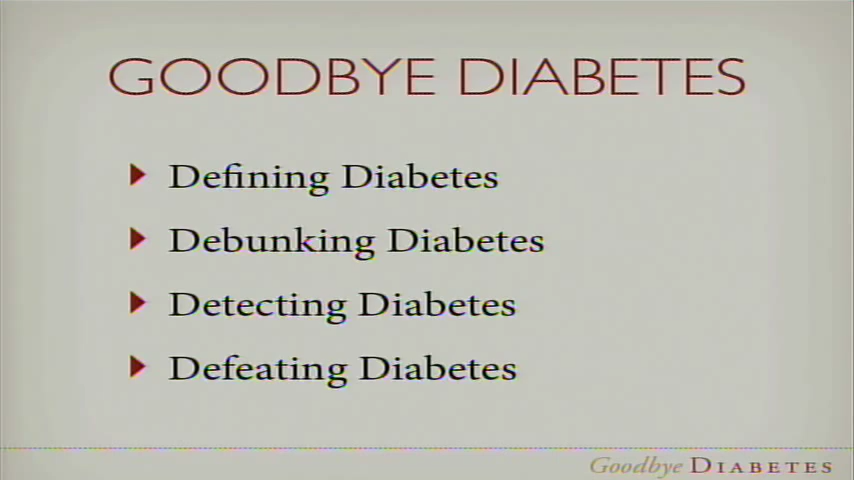 GOODBYE DIABETES
Defining Diabetes
Debunking Diabetes
Detecting Diabetes
Defeating Diabetes
Goodbye DIABETES